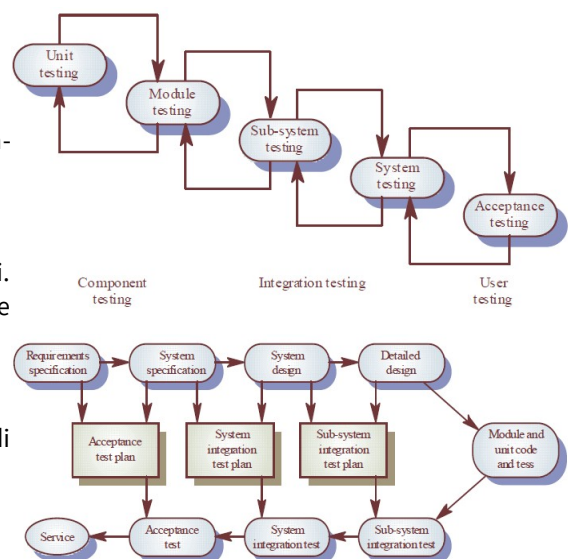 Unit
testing
Module
testing
Sub-system
testing
System
testing
Acceptance
testing
Component
testing
Integration testing
User
testing
-
i.
e
li
Requirements
specification
System
specification
System
design
Detailed
design
Acceptance
test plan
System
integration
test plan
Sub-system
integration
test plan
Module and
unit code
and tess
Service
Acceptance
test
System
integration test
Sub-system
integration test